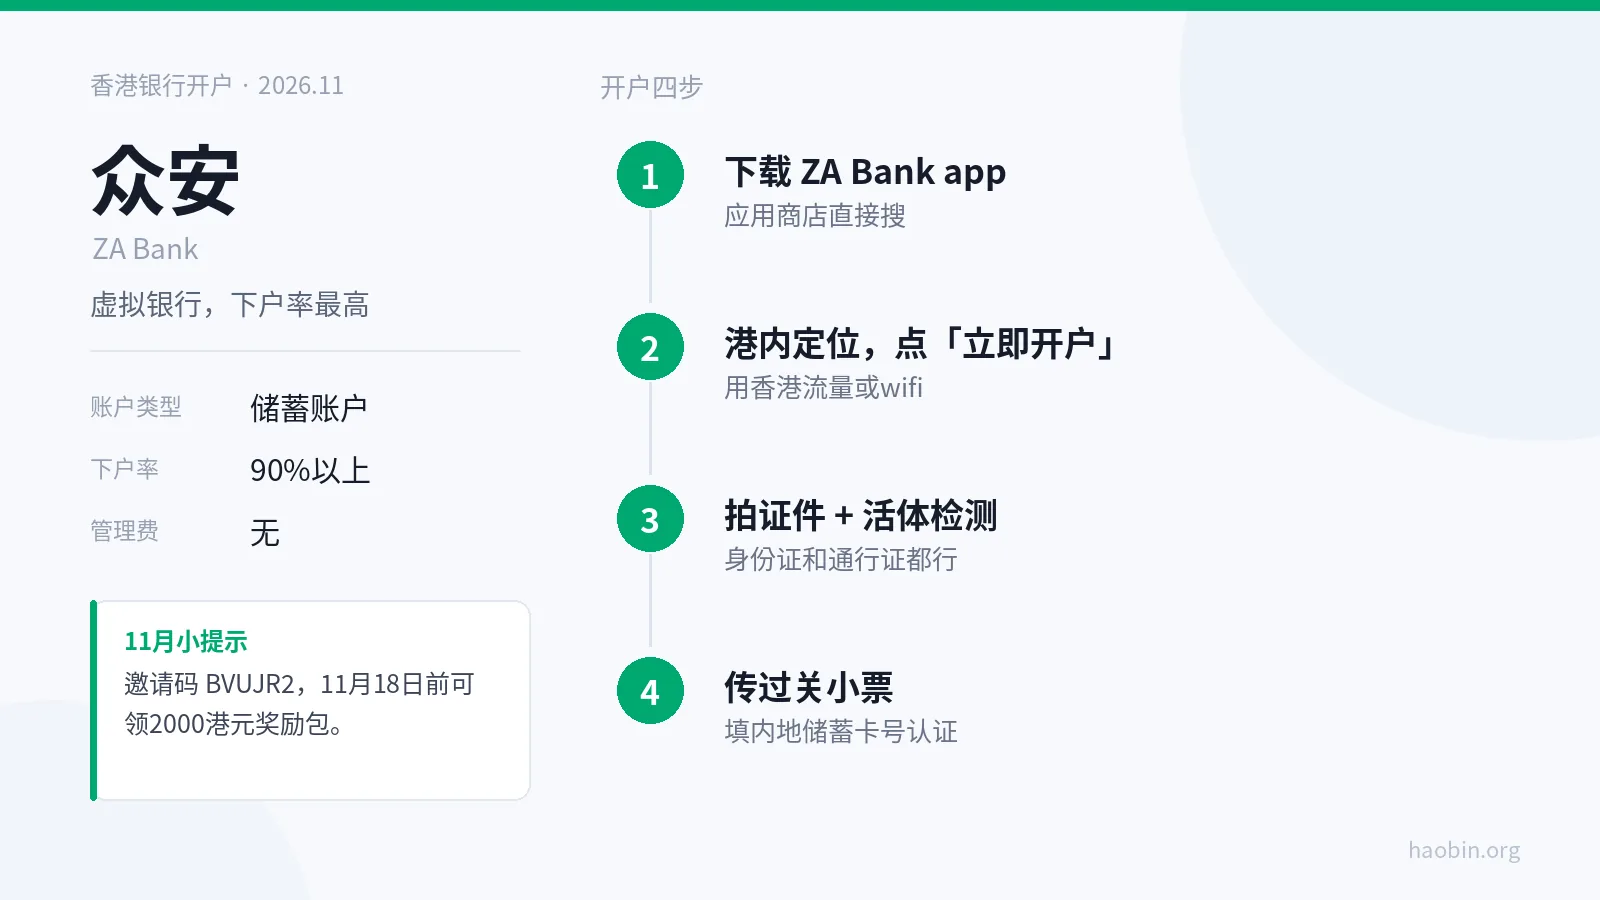 香港银行开户 · 2026.11
众安
ZA Bank
虚拟银行，下户率最高
账户类型 储蓄账户
下户率 90%以上
管理费 无
11月小提示
邀请码 BVUJR2，11月18日前可
领2000港元奖励包。
开户四步
1 下载 ZA Bank app
应用商店直接搜
2 港内定位，点「立即开户」
用香港流量或wifi
3 拍证件 + 活体检测
身份证和通行证都行
4 传过关小票
填内地储蓄卡号认证
haobin.org